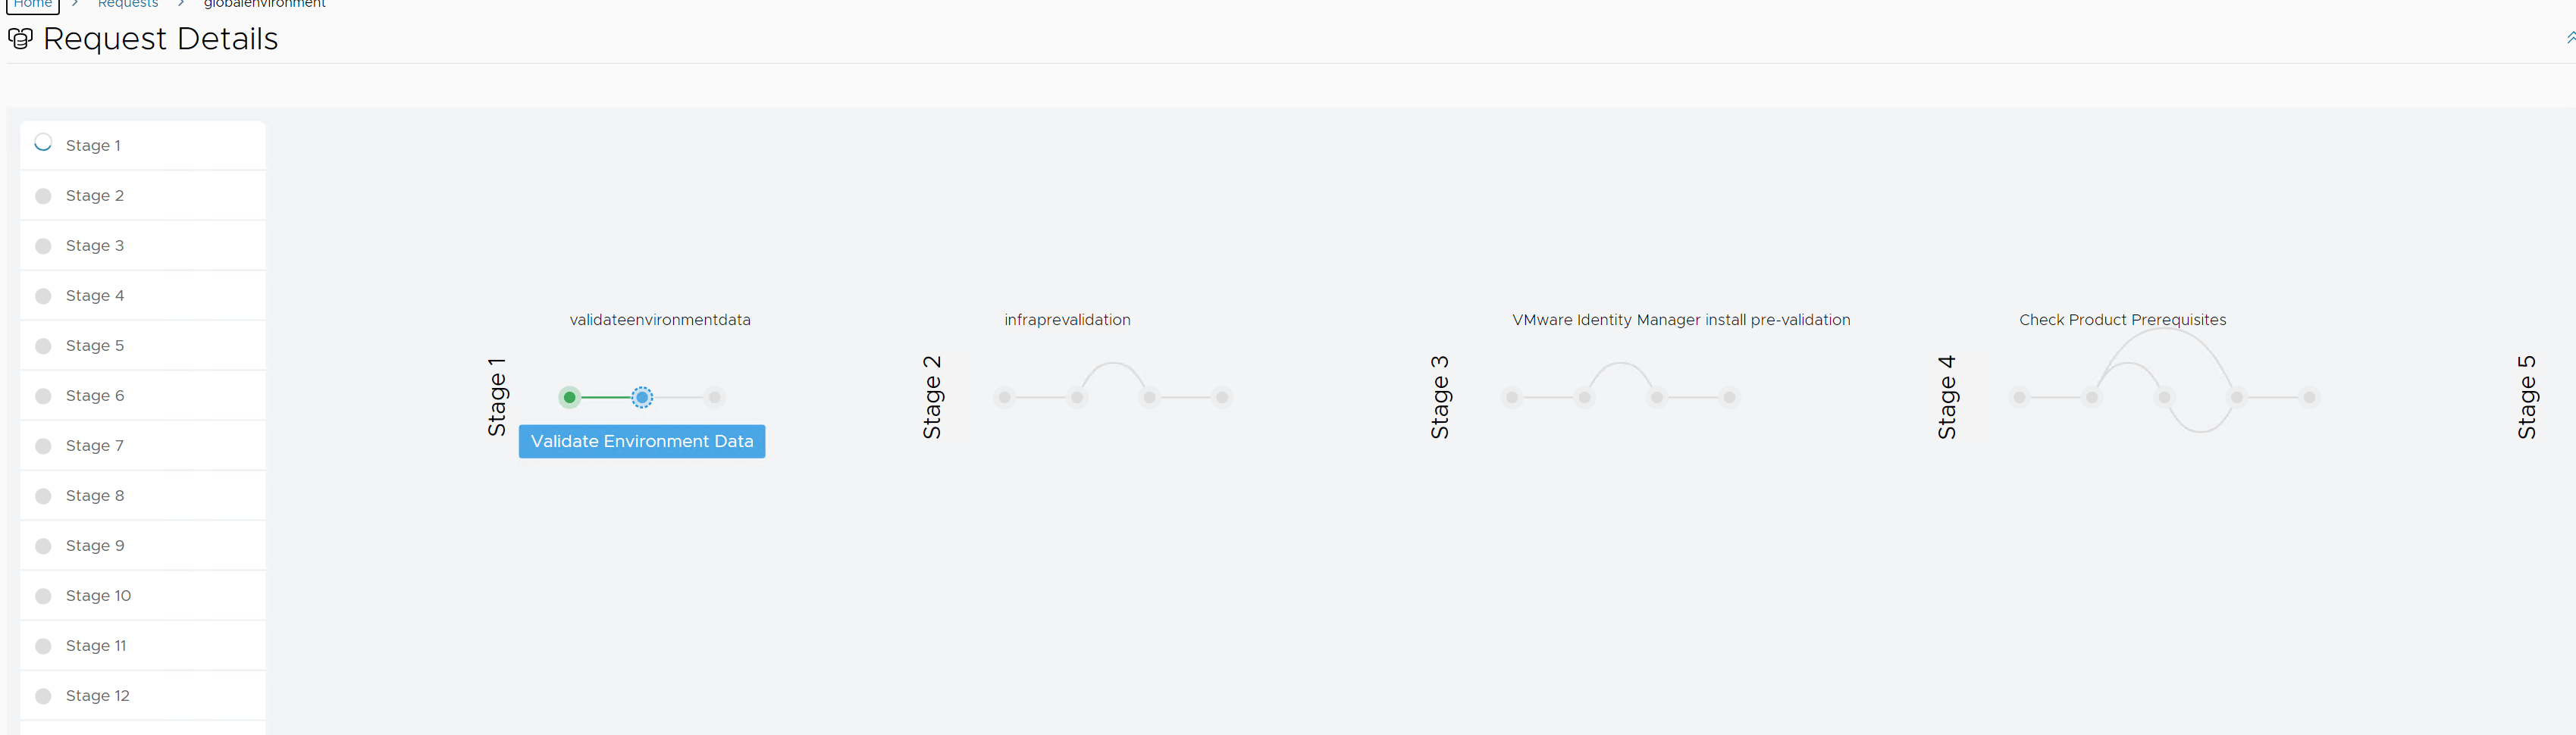 Home > Requests > globalenvironment
Request Details
Stage 1
Stage 2
Stage 3
Stage 4
Stage 5
Stage 6
Stage 7
Stage 8
Stage 9
Stage 10
Stage 11
Stage 12
Stage 1
validateenvironmentdata
Validate Environment Data
Stage 2
infraprevalidation
Stage 3
VMware Identity Manager install pre-validation
Stage 4
Check Product Prerequisites
Stage 5